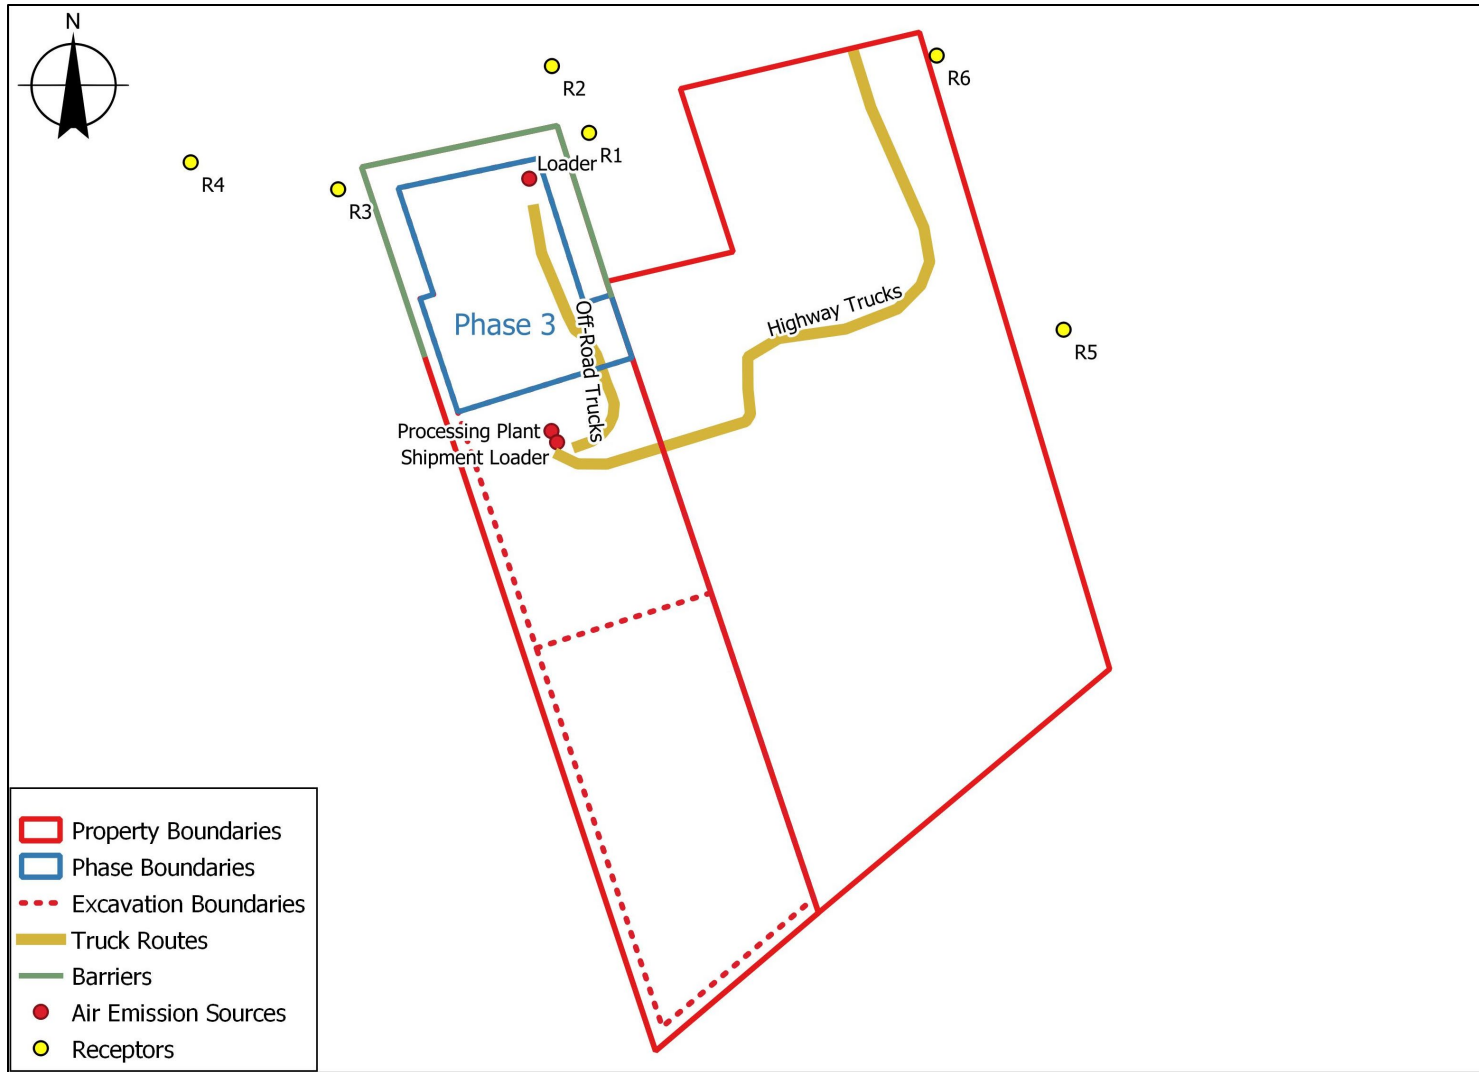 N
R2
R6
R1
Loader
R4
R3
Highway Trucks
Phase 3
Off-Road Trucks
R5
Processing Plant
Shipment Loader
Property Boundaries
Phase Boundaries
Excavation Boundaries
Truck Routes
Barriers
Air Emission Sources
Receptors